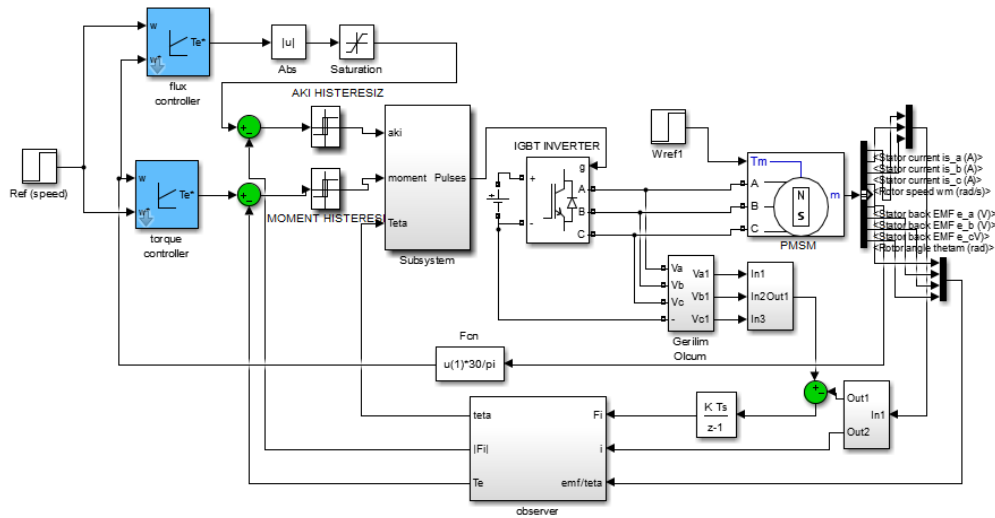 w
w
Te*
flux
controller
|u|
Abs
Saturation
AKI HISTERESIZ
Ref (speed)
w
w
Te*
torque
controller
MOMENT HISTERESI
aki
moment
Teta
Pulses
Subsystem
IGBT INVERTER
+
-
g
A
B
C
Wref1
Tm
A
B
C
N
S
m
PMSM
<Stator current is_a (A)>
<Stator current is_b (A)>
<Stator current is_c (A)>
<Rotor speed wm (rad/s)>
<Stator back EMF e_a (V)>
<Stator back EMF e_b (V)>
<Stator back EMF e_cV)>
<Rotor angle thetam (rad)>
Va
Vb
Vc
-
Va1
Vb1
Vc1
Gerilim
Olcum
In1
In2
In3
Out1
Fcn
u(1)*30/pi
K Ts
z-1
Out1
Out2
In1
teta
|Fi|
Te
Fi
i
emf/teta
observer